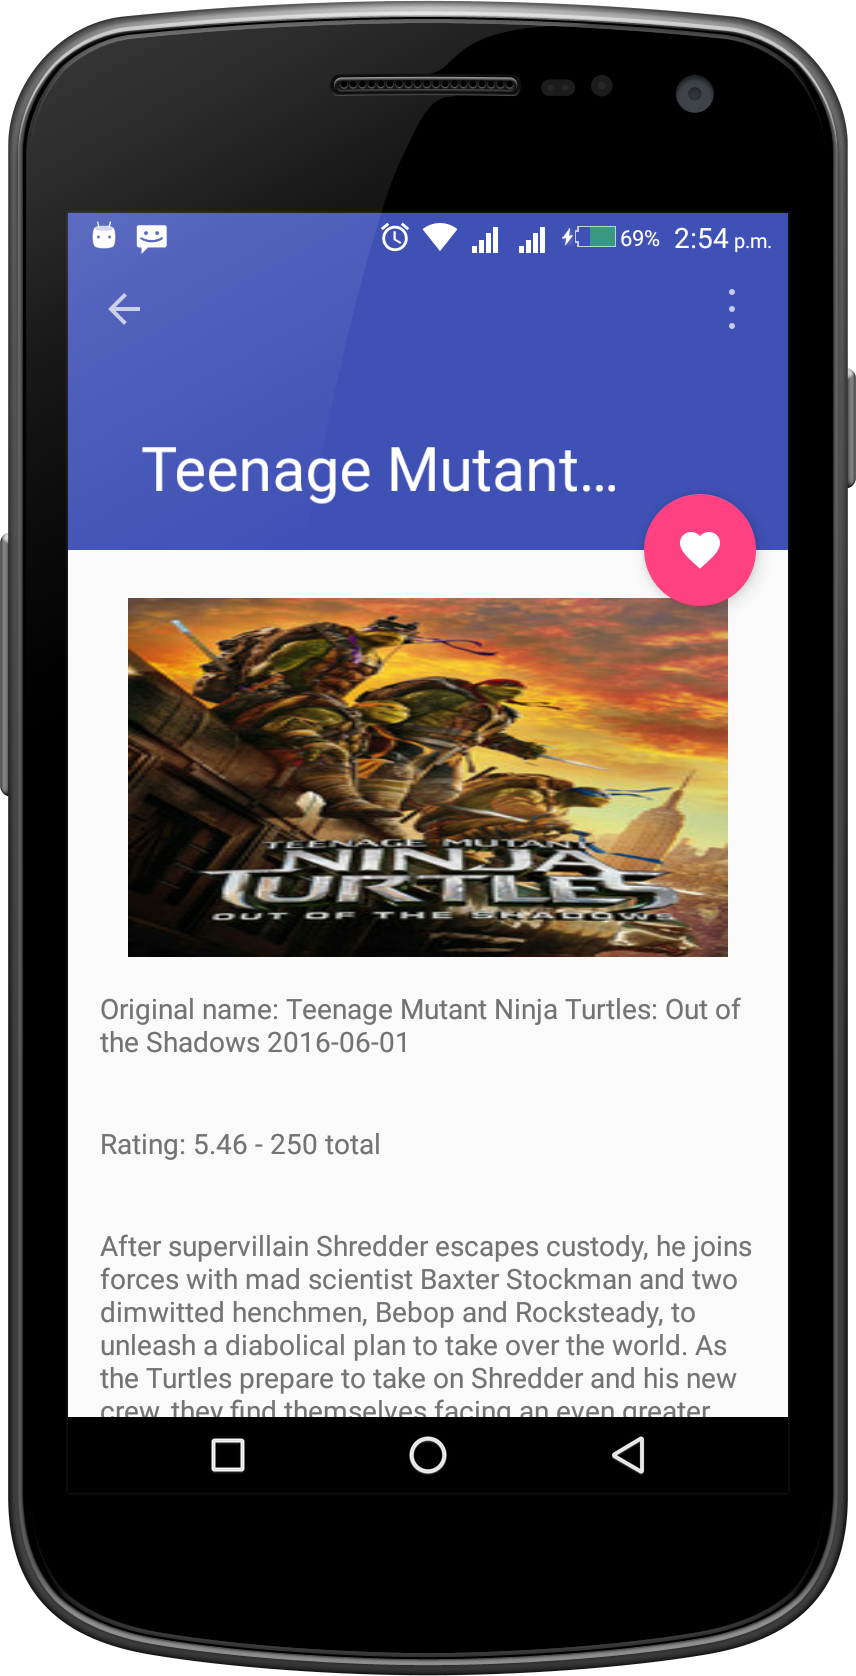 69% 2:54 p.m.
Teenage Mutant...
TEENAGE MUTANT
NINJA
TURTLES
OUT OF THE SHADOWS
Original name: Teenage Mutant Ninja Turtles: Out of
the Shadows 2016-06-01
Rating: 5.46 - 250 total
After supervillain Shredder escapes custody, he joins
forces with mad scientist Baxter Stockman and two
dimwitted henchmen, Bebop and Rocksteady, to
unleash a diabolical plan to take over the world. As
the Turtles prepare to take on Shredder and his new
crew, they find themselves facing an even greater